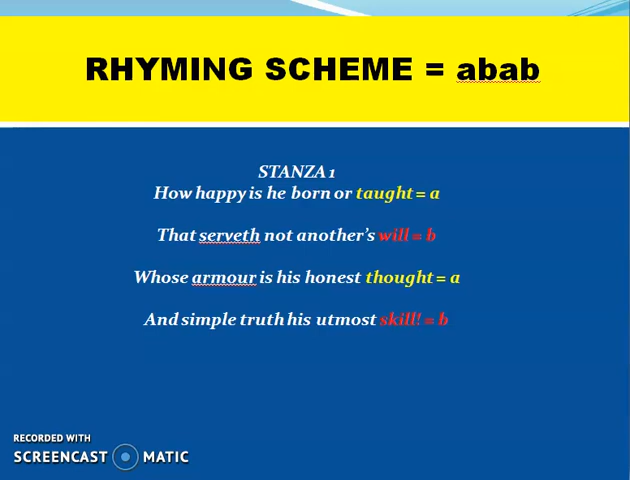 RHYMING SCHEME = abab
STANZA 1
How happy is he born or taught = a
That serveth not another's will = b
Whose armour is his honest thought = a
And simple truth his utmost skill! = b
RECORDED WITH
SCREENCAST MATIC